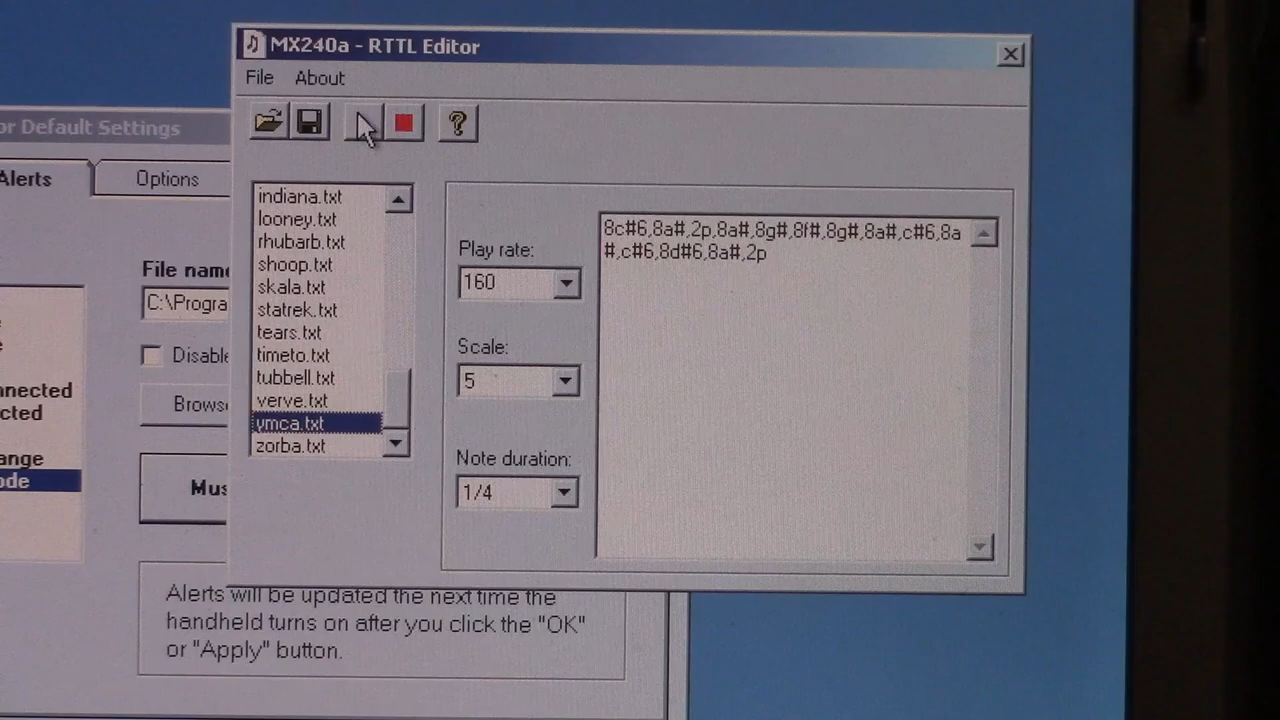 MX240a - RTTL Editor
File About
or Default Settings
Alerts Options
indiana.txt
looney.txt
rhubarb.txt
shoop.txt
skala.txt
statrek.txt
tears.txt
timeto.txt
tubbell.txt
verve.txt
ymca.txt
zorba.txt
Play rate:
160
Scale:
5
Note duration:
1/4
8c#6,8a#,2p,8a#,8g#,8f#,8g#,8a#,c#6,8a
#,c#6,8d#6,8a#,2p
File name
C:\Progra
Disable
Browse
Mus
nnected
cted
ange
ode
Alerts will be updated the next time the
handheld turns on after you click the "OK"
or "Apply" button.